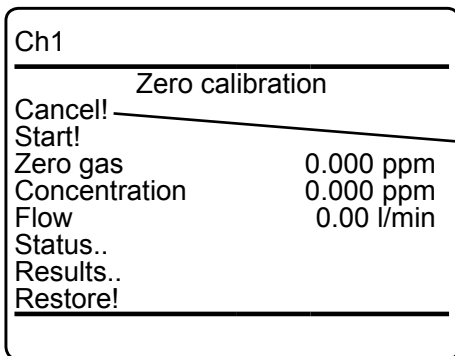 Ch1
Zero calibration
Cancel!
Start!
Zero gas 0.000 ppm
Concentration 0.000 ppm
Flow 0.00 l/min
Status..
Results..
Restore!